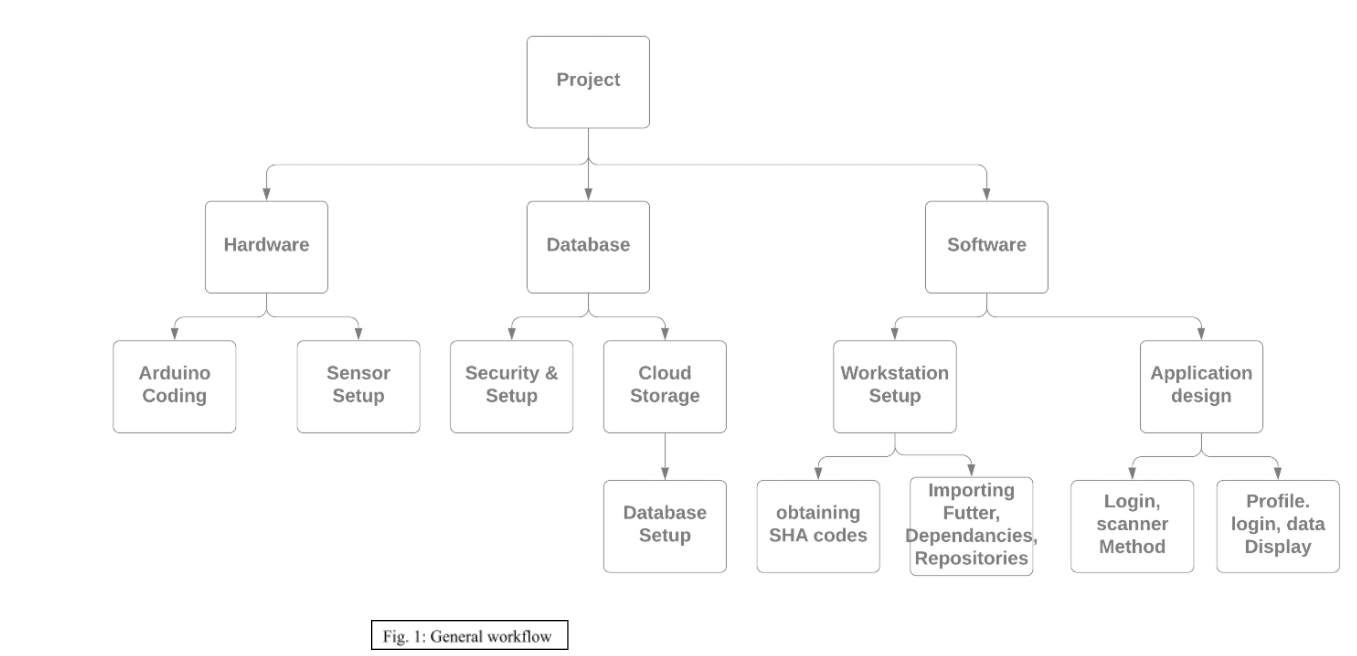 Project
Hardware
Database
Software
Arduino
Coding
Sensor
Setup
Security &
Setup
Cloud
Storage
Workstation
Setup
Application
design
Database
Setup
obtaining
SHA codes
Importing
Futter,
Dependancies,
Repositories
Login,
scanner
Method
Profile.
login, data
Display
Fig. 1: General workflow